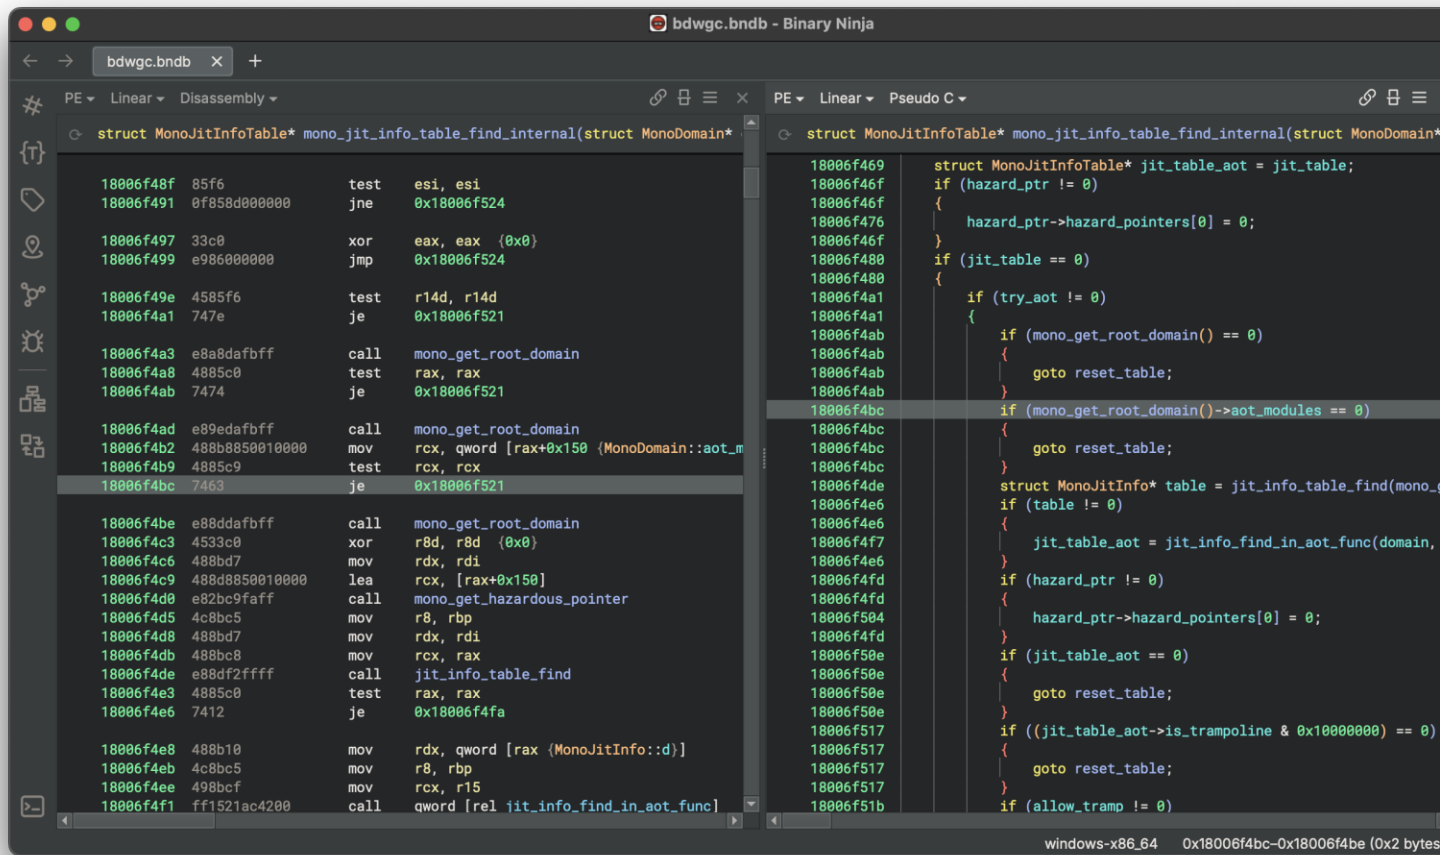 bdwgc.bndb - Binary Ninja
bdwgc.bndb × +
PE Linear Disassembly
struct MonoJitInfoTable* mono_jit_info_table_find_internal(struct MonoDomain*
18006f48f 85f6 test esi, esi
18006f491 0f858d000000 jne 0x18006f524
18006f497 33c0 xor eax, eax {0x0}
18006f499 e986000000 jmp 0x18006f524
18006f49e 4585f6 test r14d, r14d
18006f4a1 747e je 0x18006f521
18006f4a3 e8a8dafbff call mono_get_root_domain
18006f4a8 4885c0 test rax, rax
18006f4ab 7474 je 0x18006f521
18006f4ad e89edafbff call mono_get_root_domain
18006f4b2 488b8850010000 mov rcx, qword [rax+0x150 {MonoDomain::aot_m
18006f4b9 4885c9 test rcx, rcx
18006f4bc 7463 je 0x18006f521
18006f4be e88ddafbff call mono_get_root_domain
18006f4c3 4533c0 xor r8d, r8d {0x0}
18006f4c6 488bd7 mov rdx, rdi
18006f4c9 488d8850010000 lea rcx, [rax+0x150]
18006f4d0 e82bc9faff call mono_get_hazardous_pointer
18006f4d5 4c8bc5 mov r8, rbp
18006f4d8 488bd7 mov rdx, rdi
18006f4db 488bc8 mov rcx, rax
18006f4de e88df2ffff call jit_info_table_find
18006f4e3 4885c0 test rax, rax
18006f4e6 7412 je 0x18006f4fa
18006f4e8 488b10 mov rdx, qword [rax {MonoJitInfo::d}]
18006f4eb 4c8bc5 mov r8, rbp
18006f4ee 498bcf mov rcx, r15
18006f4f1 ff1521ac4200 call qword [rel jit_info_find_in_aot_func]
PE Linear Pseudo C
struct MonoJitInfoTable* mono_jit_info_table_find_internal(struct MonoDomain*
18006f469 struct MonoJitInfoTable* jit_table_aot = jit_table;
18006f46f if (hazard_ptr != 0)
18006f46f {
18006f476 hazard_ptr->hazard_pointers[0] = 0;
18006f46f }
18006f480 if (jit_table == 0)
18006f480 {
18006f4a1 if (try_aot != 0)
18006f4a1 {
18006f4ab if (mono_get_root_domain() == 0)
18006f4ab {
18006f4ab goto reset_table;
18006f4ab }
18006f4bc if (mono_get_root_domain()->aot_modules == 0)
18006f4bc {
18006f4bc goto reset_table;
18006f4bc }
18006f4de struct MonoJitInfo* table = jit_info_table_find(mono_g
18006f4e6 if (table != 0)
18006f4e6 {
18006f4f7 jit_table_aot = jit_info_find_in_aot_func(domain,
18006f4e6 }
18006f4fd if (hazard_ptr != 0)
18006f4fd {
18006f504 hazard_ptr->hazard_pointers[0] = 0;
18006f4fd }
18006f50e if (jit_table_aot == 0)
18006f50e {
18006f50e goto reset_table;
18006f50e }
18006f517 if ((jit_table_aot->is_trampoline & 0x10000000) == 0)
18006f517 {
18006f517 goto reset_table;
18006f517 }
18006f51b if (allow_tramp != 0)
windows-x86_64 0x18006f4bc–0x18006f4be (0x2 bytes